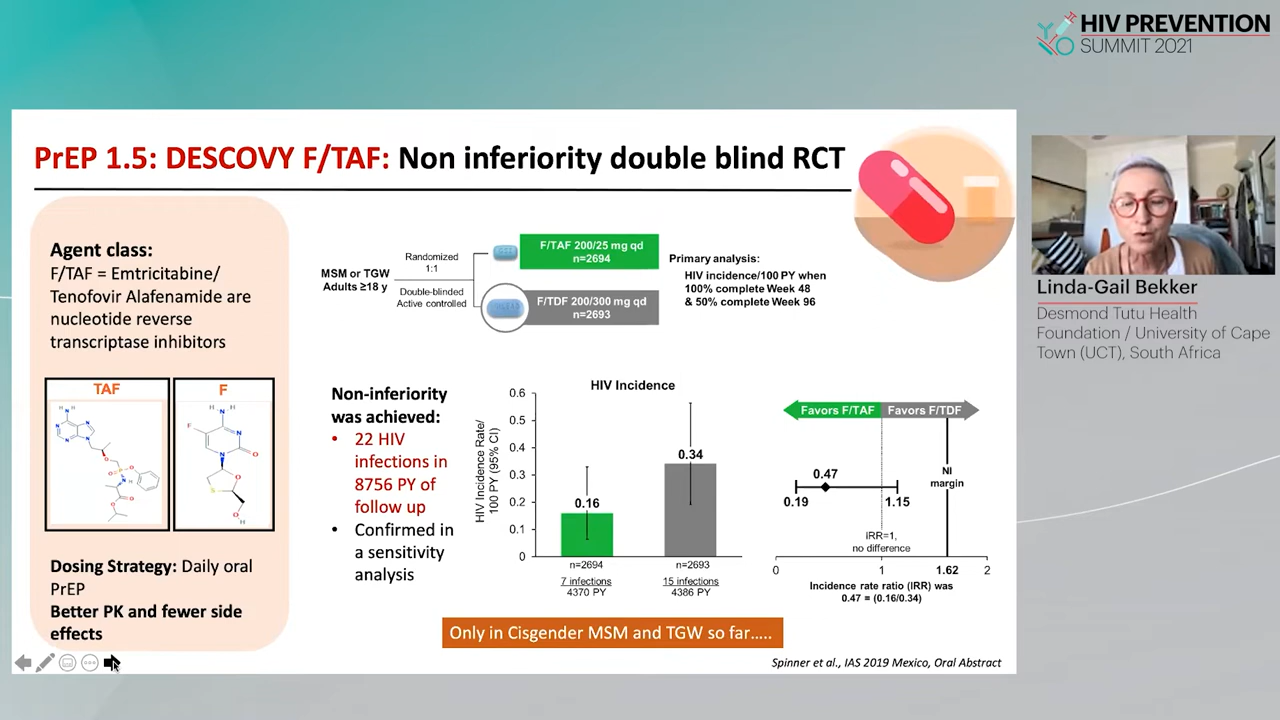 HIV PREVENTION
SUMMIT 2021
PrEP 1.5: DESCOVY F/TAF: Non inferiority double blind RCT
Agent class:
F/TAF = Emtricitabine/
Tenofovir Alafenamide are
nucleotide reverse
transcriptase inhibitors
TAF
F
Dosing Strategy: Daily oral
PrEP
Better PK and fewer side
effects
MSM or TGW
Adults ≥18 y
Randomized
1:1
Double-blinded
Active controlled
F/TAF 200/25 mg qd
n=2694
F/TDF 200/300 mg qd
n=2693
Primary analysis:
HIV incidence/100 PY when
100% complete Week 48
& 50% complete Week 96
Non-inferiority
was achieved:
• 22 HIV
infections in
8756 PY of
follow up
• Confirmed in
a sensitivity
analysis
HIV Incidence
HIV Incidence Rate/
100 PY (95% CI)
0.6
0.5
0.4
0.3
0.2
0.1
0
0.16
0.34
n=2694
n=2693
7 infections
4370 PY
15 infections
4386 PY
Favors F/TAF
Favors F/TDF
0.47
0.19
1.15
NI
margin
IRR=1,
no difference
0
1
1.62
2
Incidence rate ratio (IRR) was
0.47 = (0.16/0.34)
Only in Cisgender MSM and TGW so far…..
Spinner et al., IAS 2019 Mexico, Oral Abstract
Linda-Gail Bekker
Desmond Tutu Health
Foundation / University of Cape
Town (UCT), South Africa